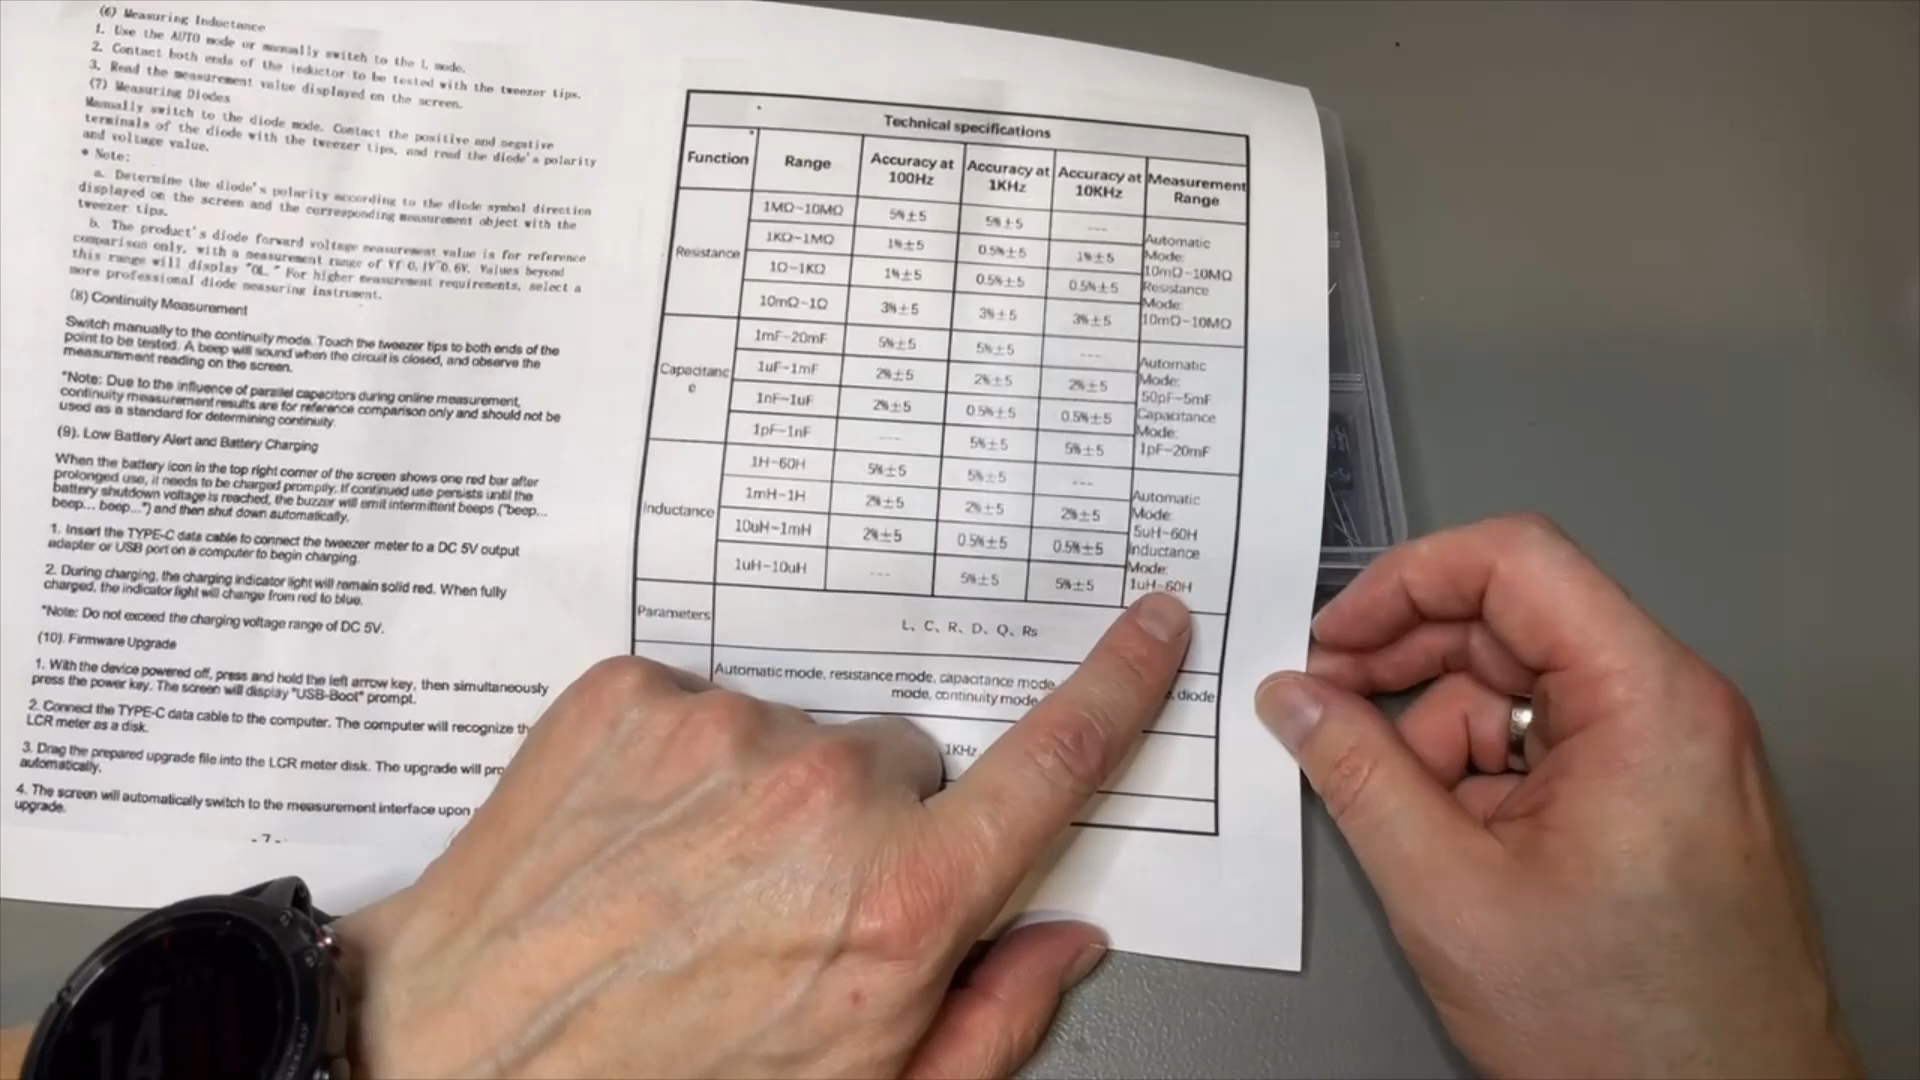 (6) Measuring Inductance
1. Use the AUTO mode or manually switch to the L mode.
2. Contact both ends of the inductor to be tested with the tweezer tips.
3. Read the measurement value displayed on the screen.
(7) Measuring Diodes
Manually switch to the diode mode. Contact the positive and negative
terminals of the diode with the tweezer tips, and read the diode's polarity
and voltage value.
* Note:
a. Determine the diode's polarity according to the diode symbol direction
displayed on the screen and the corresponding measurement object with the
tweezer tips.
b. The product's diode forward voltage measurement value is for reference
comparison only, with a measurement range of Vf 0.1V~0.6V. Values beyond
this range will display "OL." For higher measurement requirements, select a
more professional diode measuring instrument.
(8) Continuity Measurement
Switch manually to the continuity mode. Touch the tweezer tips to both ends of the
point to be tested. A beep will sound when the circuit is closed, and observe the
measurement reading on the screen.
*Note: Due to the influence of parallel capacitors during online measurement,
continuity measurement results are for reference comparison only and should not be
used as a standard for determining continuity.
(9). Low Battery Alert and Battery Charging
When the battery icon in the top right corner of the screen shows one red bar after
prolonged use, it needs to be charged promptly. If continued use persists until the
battery shutdown voltage is reached, the buzzer will emit intermittent beeps ("beep...
beep... beep...") and then shut down automatically.
1. Insert the TYPE-C data cable to connect the tweezer meter to a DC 5V output
adapter or USB port on a computer to begin charging.
2. During charging, the charging indicator light will remain solid red. When fully
charged, the indicator light will change from red to blue.
*Note: Do not exceed the charging voltage range of DC 5V.
(10). Firmware Upgrade
1. With the device powered off, press and hold the left arrow key, then simultaneously
press the power key. The screen will display "USB-Boot" prompt.
2. Connect the TYPE-C data cable to the computer. The computer will recognize th
LCR meter as a disk.
3. Drag the prepared upgrade file into the LCR meter disk. The upgrade will pro
automatically.
4. The screen will automatically switch to the measurement interface upon
upgrade.
- 7 -
Technical specifications
Function Range Accuracy at 100Hz Accuracy at 1KHz Accuracy at 10KHz Measurement Range
Resistance
1MΩ~10MΩ 5%±5 5%±5 ---
1KΩ~1MΩ 1%±5 0.5%±5 1%±5
1Ω~1KΩ 1%±5 0.5%±5 0.5%±5
10mΩ~1Ω 3%±5 3%±5 3%±5
Automatic
Mode:
10mΩ~10MΩ
Resistance
Mode:
10mΩ~10MΩ
Capacitanc
e
1mF~20mF 5%±5 5%±5 ---
1uF~1mF 2%±5 2%±5 2%±5
1nF~1uF 2%±5 0.5%±5 0.5%±5
1pF~1nF --- 5%±5 5%±5
Automatic
Mode:
50pF~5mF
Capacitance
Mode:
1pF~20mF
Inductance
1H~60H 5%±5 5%±5 ---
1mH~1H 2%±5 2%±5 2%±5
10uH~1mH 2%±5 0.5%±5 0.5%±5
1uH~10uH --- 5%±5 5%±5
Automatic
Mode:
5uH~60H
Inductance
Mode:
1uH~60H
Parameters L、C、R、D、Q、Rs
Automatic mode, resistance mode, capacitance mode,
mode, continuity mode diode
1KHz
14